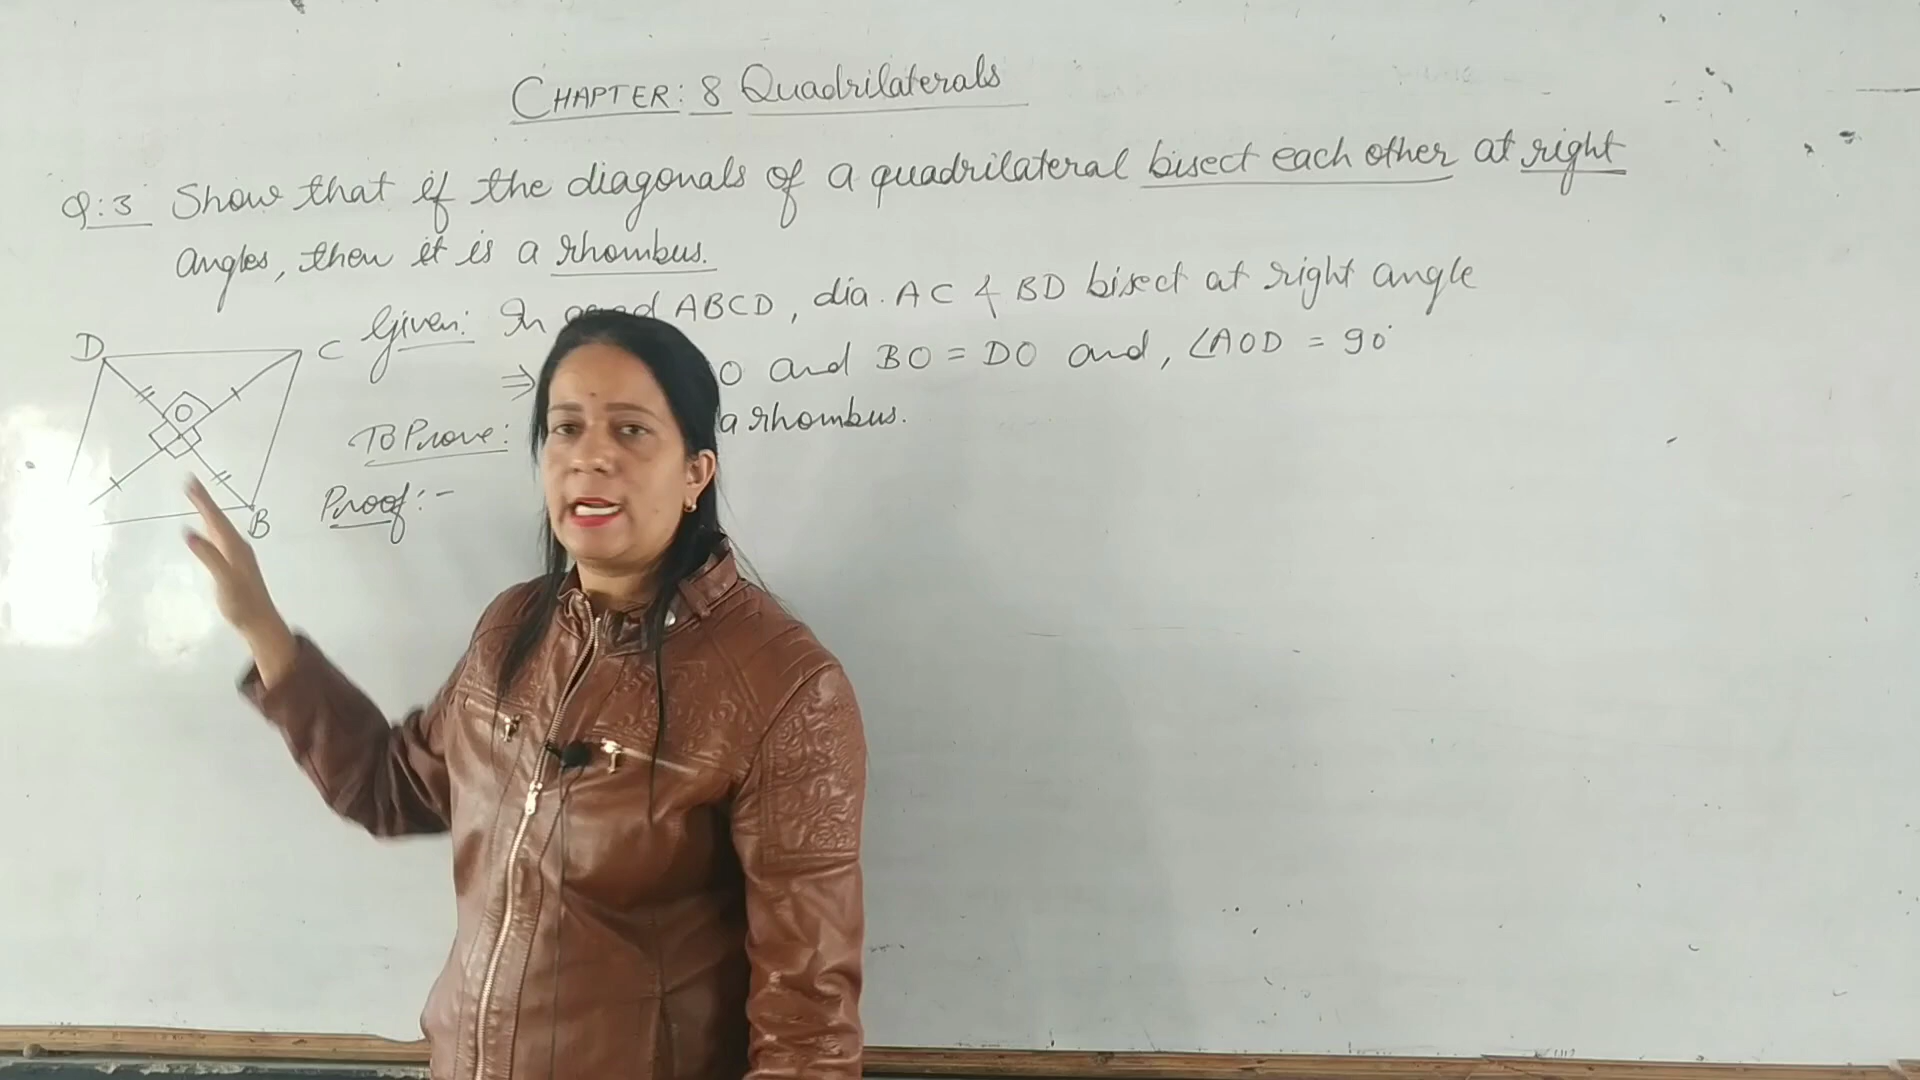 CHAPTER: 8 Quadrilaterals
Q:3 Show that if the diagonals of a quadrilateral bisect each other at right
angles, then it is a rhombus.
Given: In ABCD, dia. AC & BD bisect at right angle
⇒ O and BO = DO and, ∠AOD = 90°
To Prove: a rhombus.
Proof:-
D
C
O
B